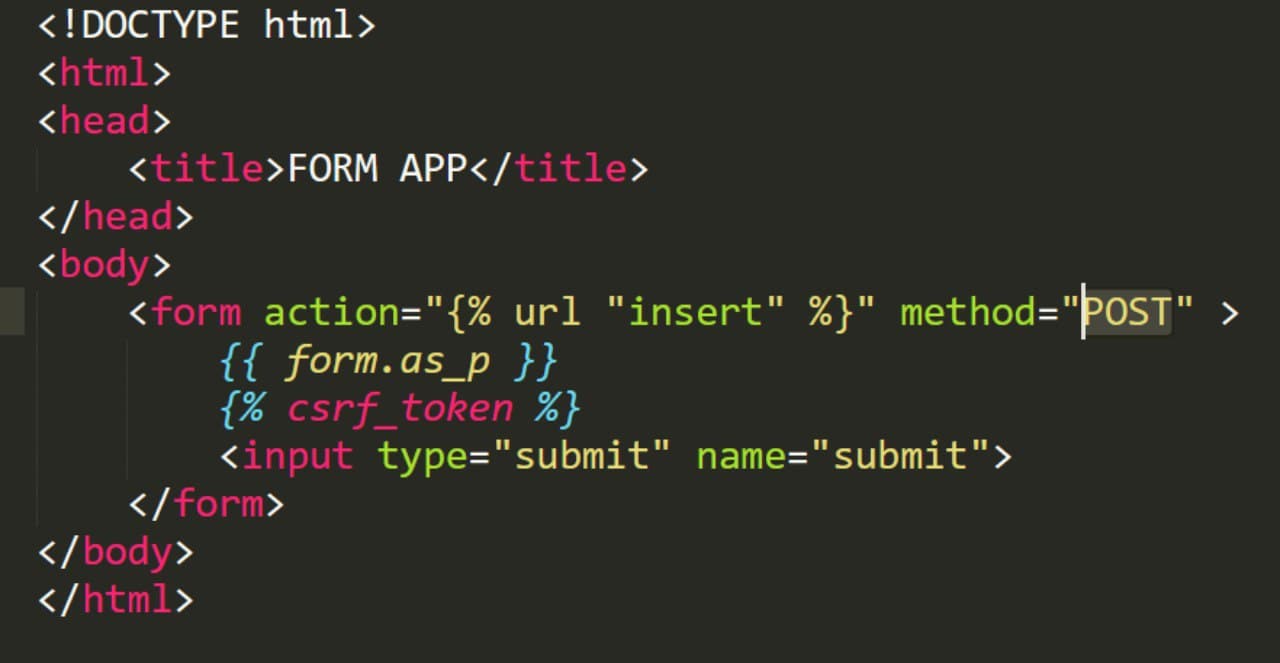 <!DOCTYPE html>
<html>
<head>
    <title>FORM APP</title>
</head>
<body>
    <form action="{% url "insert" %}" method="POST" >
        {{ form.as_p }}
        {% csrf_token %}
        <input type="submit" name="submit">
    </form>
</body>
</html>